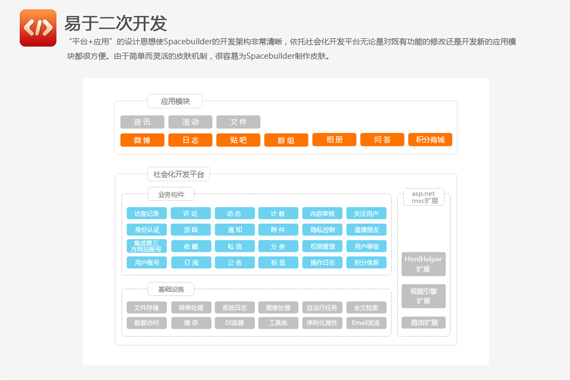 易于二次开发
“平台+应用”的设计思想使Spacebuilder的开发架构非常清晰，依托社会化开发平台无论是对既有功能的修改还是开发新的应用模
块都很方便。由于简单而灵活的皮肤机制，很容易为Spacebuilder制作皮肤。
应用模块
资 讯 活 动 文 件
微 博 日 志 贴 吧 群 组 相 册 问 答 积分商城
社会化开发平台
业务构件
访客记录 评 论 动 态 计 数 内容审核 关注用户
身份认证 顶 踩 通 知 附 件 隐私控制 邀请朋友
集成第三
方网站账号 收 藏 私 信 分 类 权限管理 用户等级
用户账号 订 阅 公 告 标 签 操作日志 积分体系
基础设施
文件存储 异常处理 系统日志 图像处理 自运行任务 全文检索
数据访问 缓 存 DI容器 工具类 序列化属性 Email发送
asp.net
mvc扩展
HtmlHelper
扩展
视图引擎
扩展
路由扩展